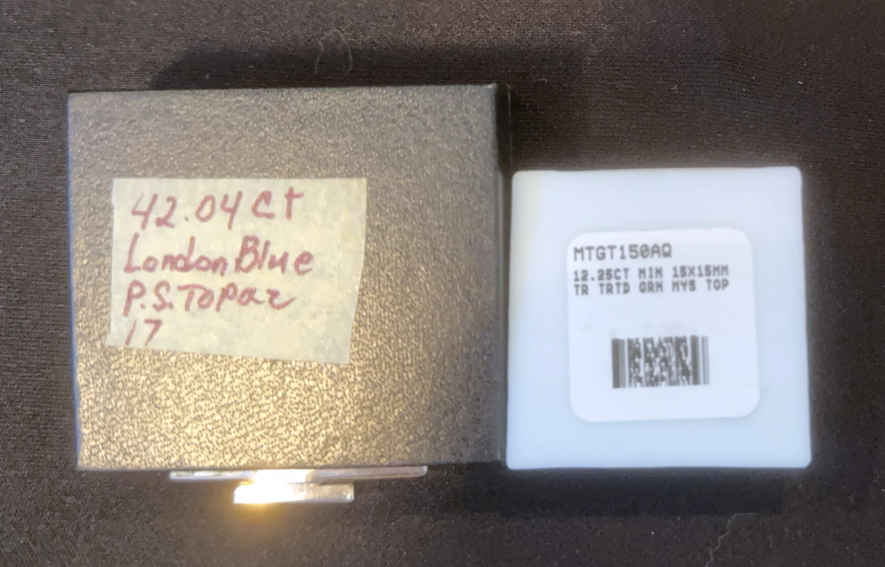 42.04 ct
London Blue
P.S. Topaz
17
MTGT150AQ
12.25CT MIN 15X15MM
TR TRTD GRN MYS TOP